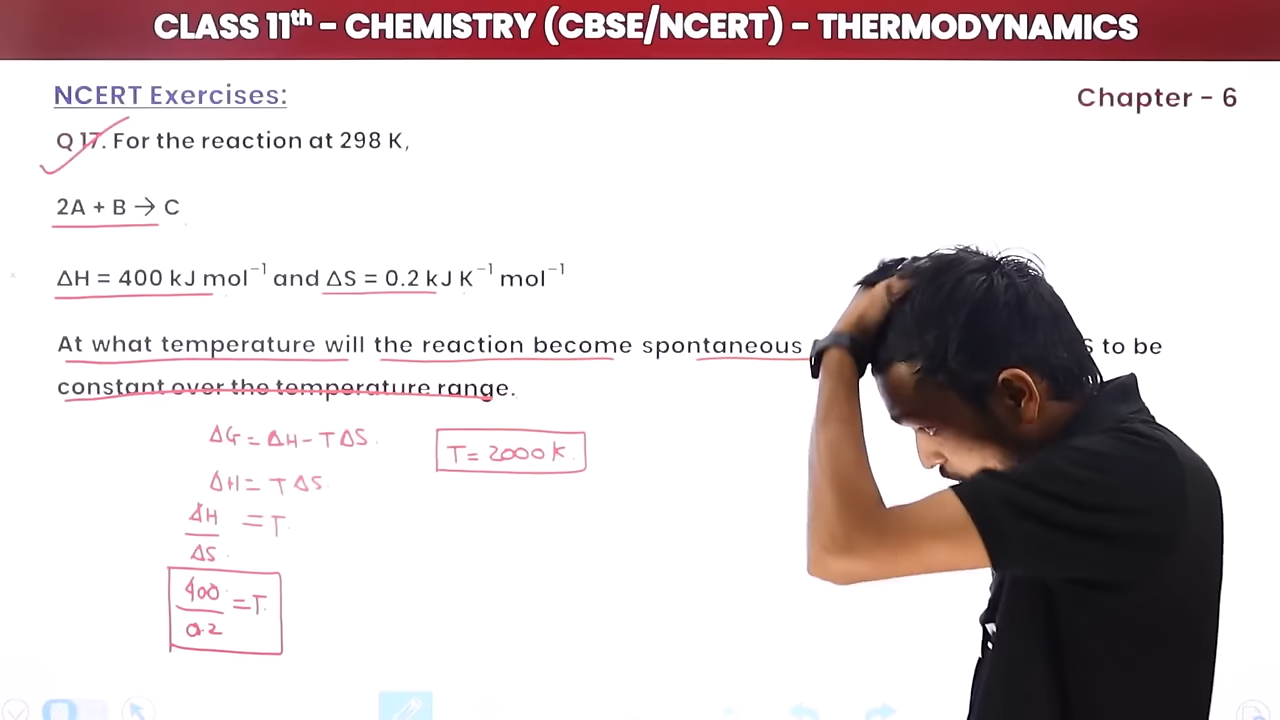 CLASS 11th - CHEMISTRY (CBSE/NCERT) - THERMODYNAMICS
NCERT Exercises:
Chapter - 6
Q 17. For the reaction at 298 K,
2A + B → C
ΔH = 400 kJ mol⁻¹ and ΔS = 0.2 kJ K⁻¹ mol⁻¹
At what temperature will the reaction become spontaneous to be
constant over the temperature range.
ΔG = ΔH - TΔS
ΔH = TΔS
ΔH/ΔS = T
400/0.2 = T
T = 2000 K